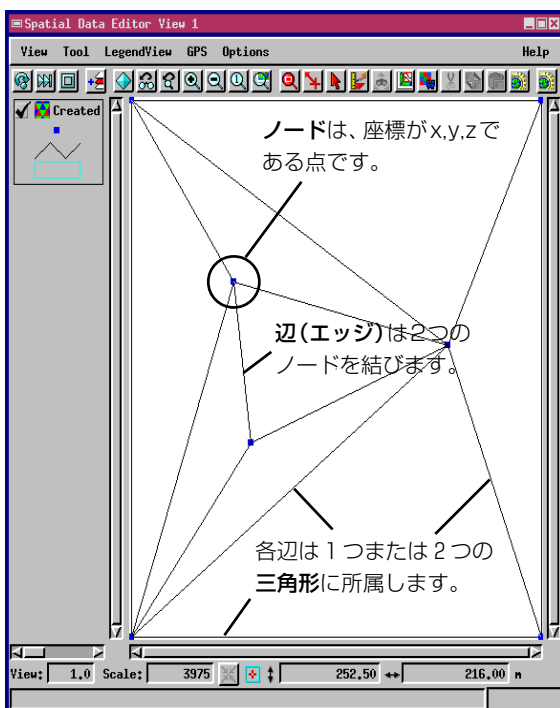 Spatial Data Editor View 1
View Tool LegendView GPS Options Help
Created
ノードは、座標がx,y,zで
ある点です。
辺(エッジ)は2つの
ノードを結びます。
各辺は1つまたは2つの
三角形に所属します。
View: 1.0 Scale: 3975 252.50 216.00 m